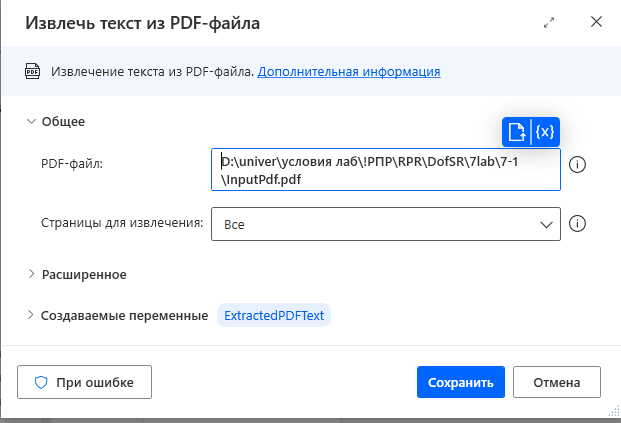 Извлечь текст из PDF-файла
PDF
Извлечение текста из PDF-файла. Дополнительная информация
Общее
{x}
PDF-файл:
D:\univer\условия лаб\!РПР\RPR\DofSR\7lab\7-1
\InputPdf.pdf
Страницы для извлечения:
Все
Расширенное
Создаваемые переменные
ExtractedPDFText
При ошибке
Сохранить
Отмена